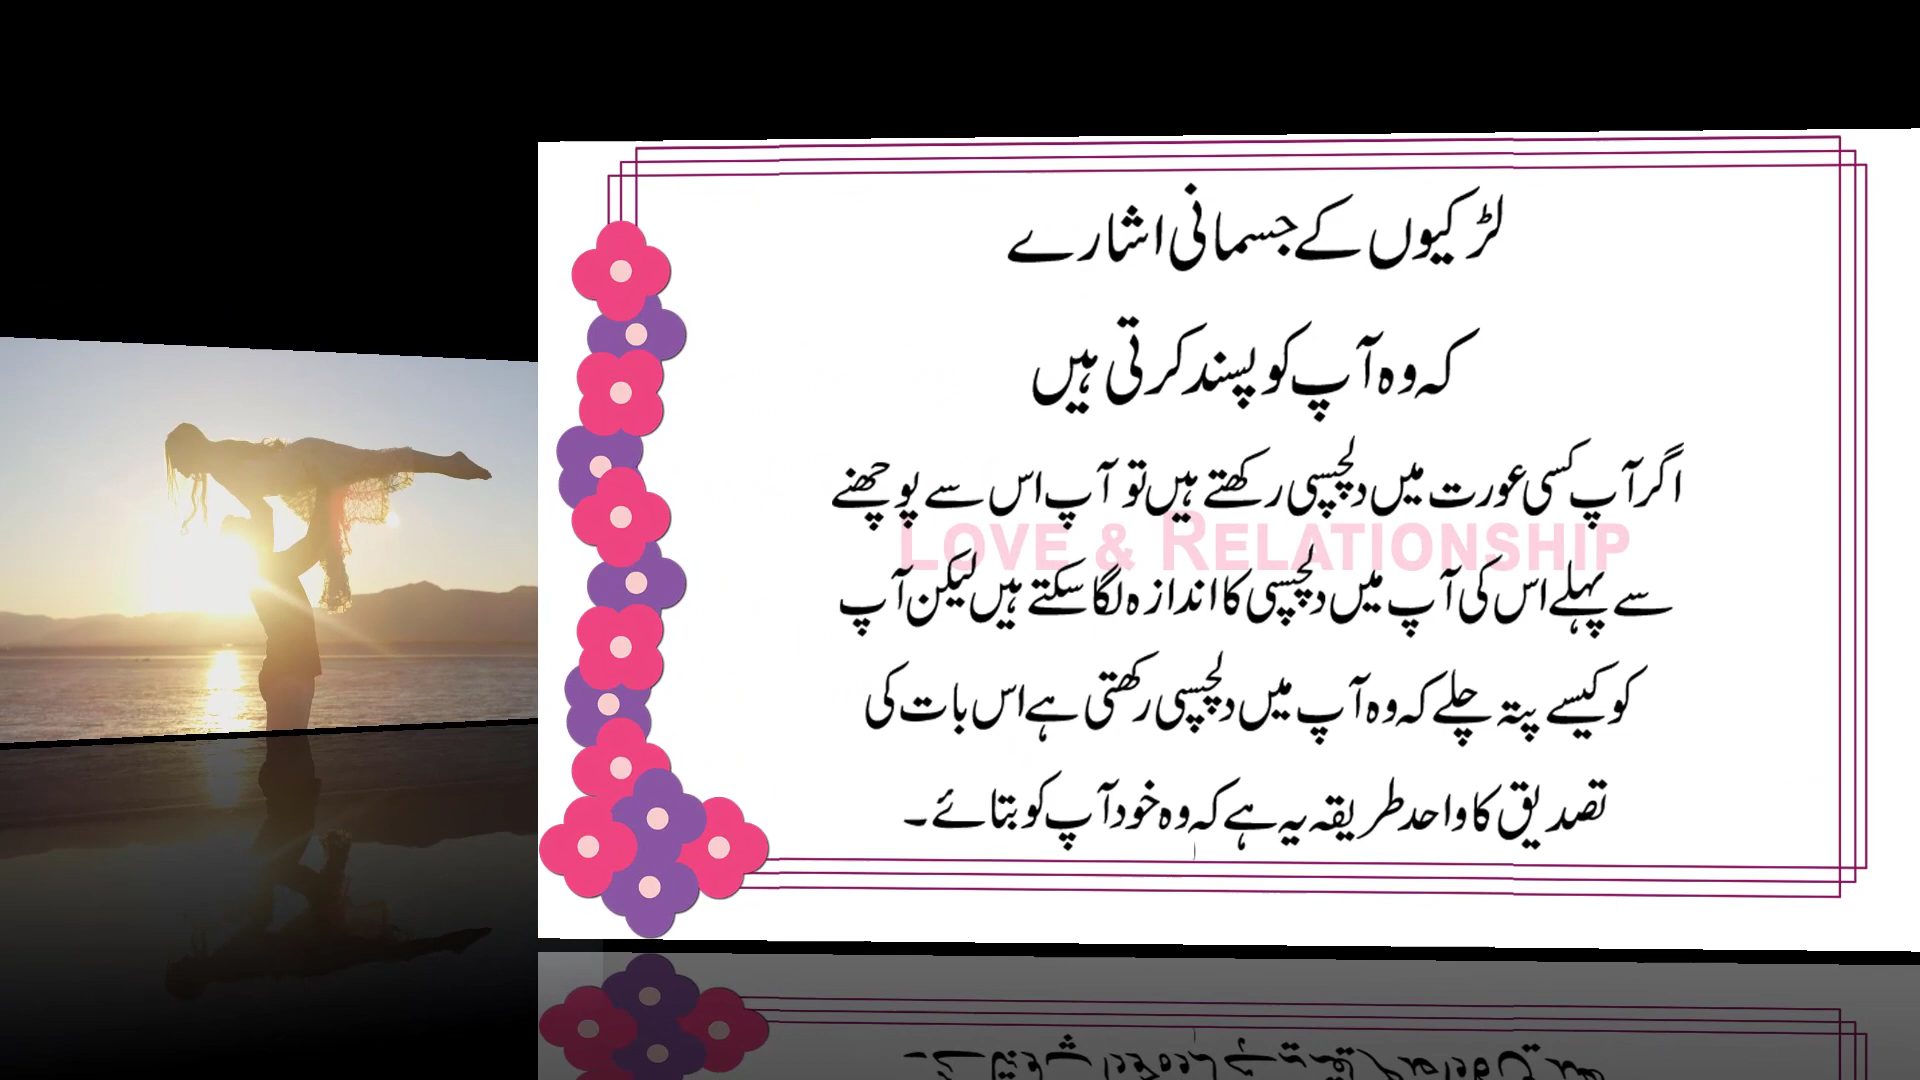 لڑکیوں کے جسمانی اشارے
کہ وہ آپ کو پسند کرتی ہیں
اگر آپ کسی عورت میں دلچسپی رکھتے ہیں تو آپ اس سے پوچھنے
LOVE & RELATIONSHIP
سے پہلے اس کی آپ میں دلچسپی کا اندازہ لگا سکتے ہیں لیکن آپ
کو کیسے پتہ چلے کہ وہ آپ میں دلچسپی رکھتی ہے اس بات کی
تصدیق کا واحد طریقہ یہ ہے کہ وہ خود آپ کو بتائے۔